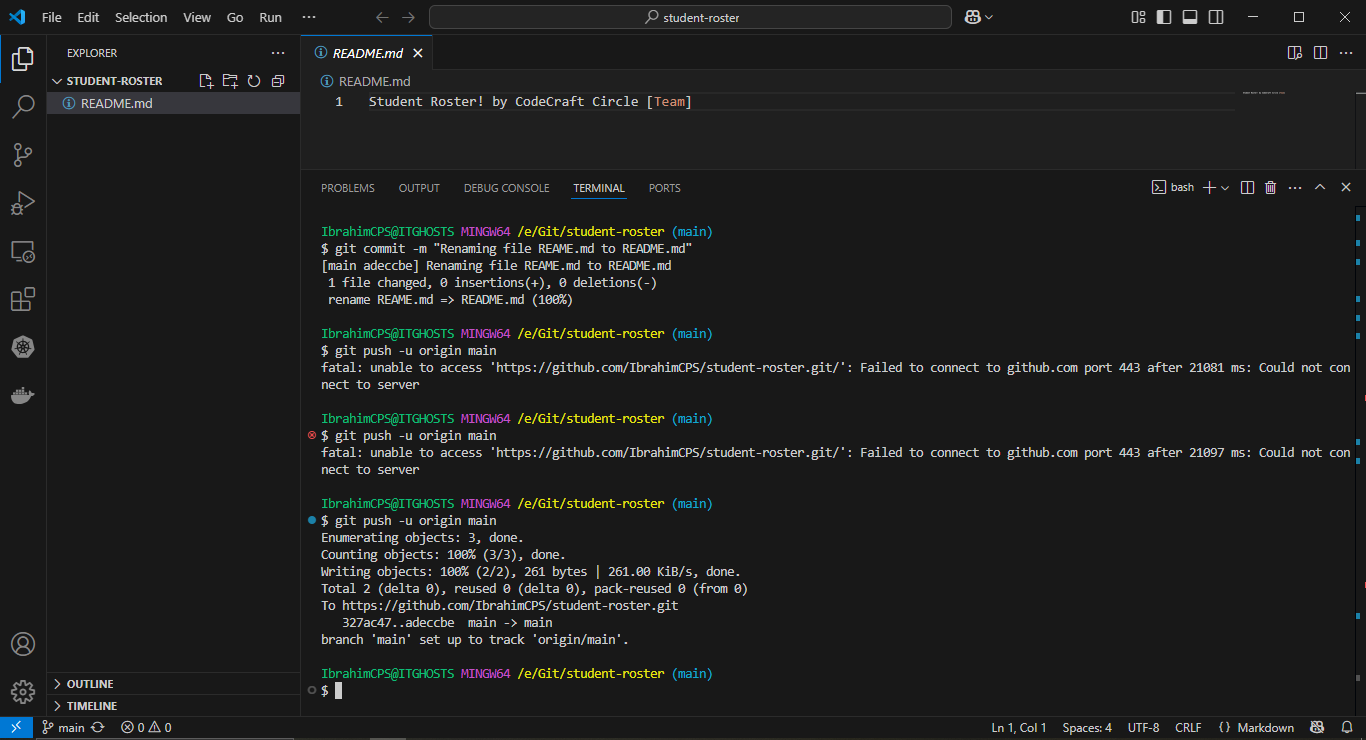 File Edit Selection View Go Run ···
student-roster
EXPLORER ···
STUDENT-ROSTER
README.md
OUTLINE
TIMELINE
README.md
README.md
1 Student Roster! by CodeCraft Circle [Team]
PROBLEMS OUTPUT DEBUG CONSOLE TERMINAL PORTS
bash
IbrahimCPS@ITGHOSTS MINGW64 /e/Git/student-roster (main)
$ git commit -m "Renaming file REAME.md to README.md"
[main adeccbe] Renaming file REAME.md to README.md
1 file changed, 0 insertions(+), 0 deletions(-)
rename REAME.md => README.md (100%)
IbrahimCPS@ITGHOSTS MINGW64 /e/Git/student-roster (main)
$ git push -u origin main
fatal: unable to access 'https://github.com/IbrahimCPS/student-roster.git/': Failed to connect to github.com port 443 after 21081 ms: Could not con
nect to server
IbrahimCPS@ITGHOSTS MINGW64 /e/Git/student-roster (main)
$ git push -u origin main
fatal: unable to access 'https://github.com/IbrahimCPS/student-roster.git/': Failed to connect to github.com port 443 after 21097 ms: Could not con
nect to server
IbrahimCPS@ITGHOSTS MINGW64 /e/Git/student-roster (main)
$ git push -u origin main
Enumerating objects: 3, done.
Counting objects: 100% (3/3), done.
Writing objects: 100% (2/2), 261 bytes | 261.00 KiB/s, done.
Total 2 (delta 0), reused 0 (delta 0), pack-reused 0 (from 0)
To https://github.com/IbrahimCPS/student-roster.git
327ac47..adeccbe main -> main
branch 'main' set up to track 'origin/main'.
IbrahimCPS@ITGHOSTS MINGW64 /e/Git/student-roster (main)
$
main 0 0 Ln 1, Col 1 Spaces: 4 UTF-8 CRLF {} Markdown